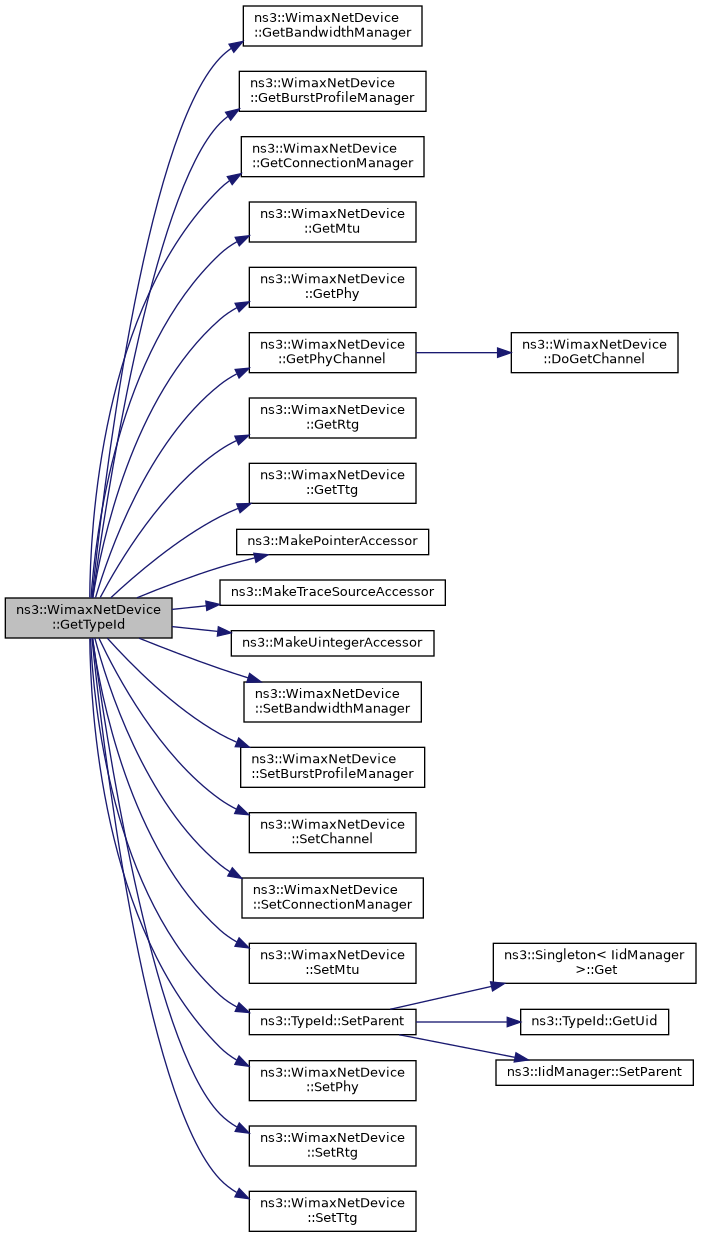 ns3::WimaxNetDevice
::GetBandwidthManager
ns3::WimaxNetDevice
::GetBurstProfileManager
ns3::WimaxNetDevice
::GetConnectionManager
ns3::WimaxNetDevice
::GetMtu
ns3::WimaxNetDevice
::GetPhy
ns3::WimaxNetDevice
::GetPhyChannel
ns3::WimaxNetDevice
::DoGetChannel
ns3::WimaxNetDevice
::GetRtg
ns3::WimaxNetDevice
::GetTtg
ns3::MakePointerAccessor
ns3::MakeTraceSourceAccessor
ns3::WimaxNetDevice
::GetTypeId
ns3::MakeUintegerAccessor
ns3::WimaxNetDevice
::SetBandwidthManager
ns3::WimaxNetDevice
::SetBurstProfileManager
ns3::WimaxNetDevice
::SetChannel
ns3::WimaxNetDevice
::SetConnectionManager
ns3::WimaxNetDevice
::SetMtu
ns3::Singleton< IidManager
>::Get
ns3::TypeId::SetParent
ns3::TypeId::GetUid
ns3::IidManager::SetParent
ns3::WimaxNetDevice
::SetPhy
ns3::WimaxNetDevice
::SetRtg
ns3::WimaxNetDevice
::SetTtg